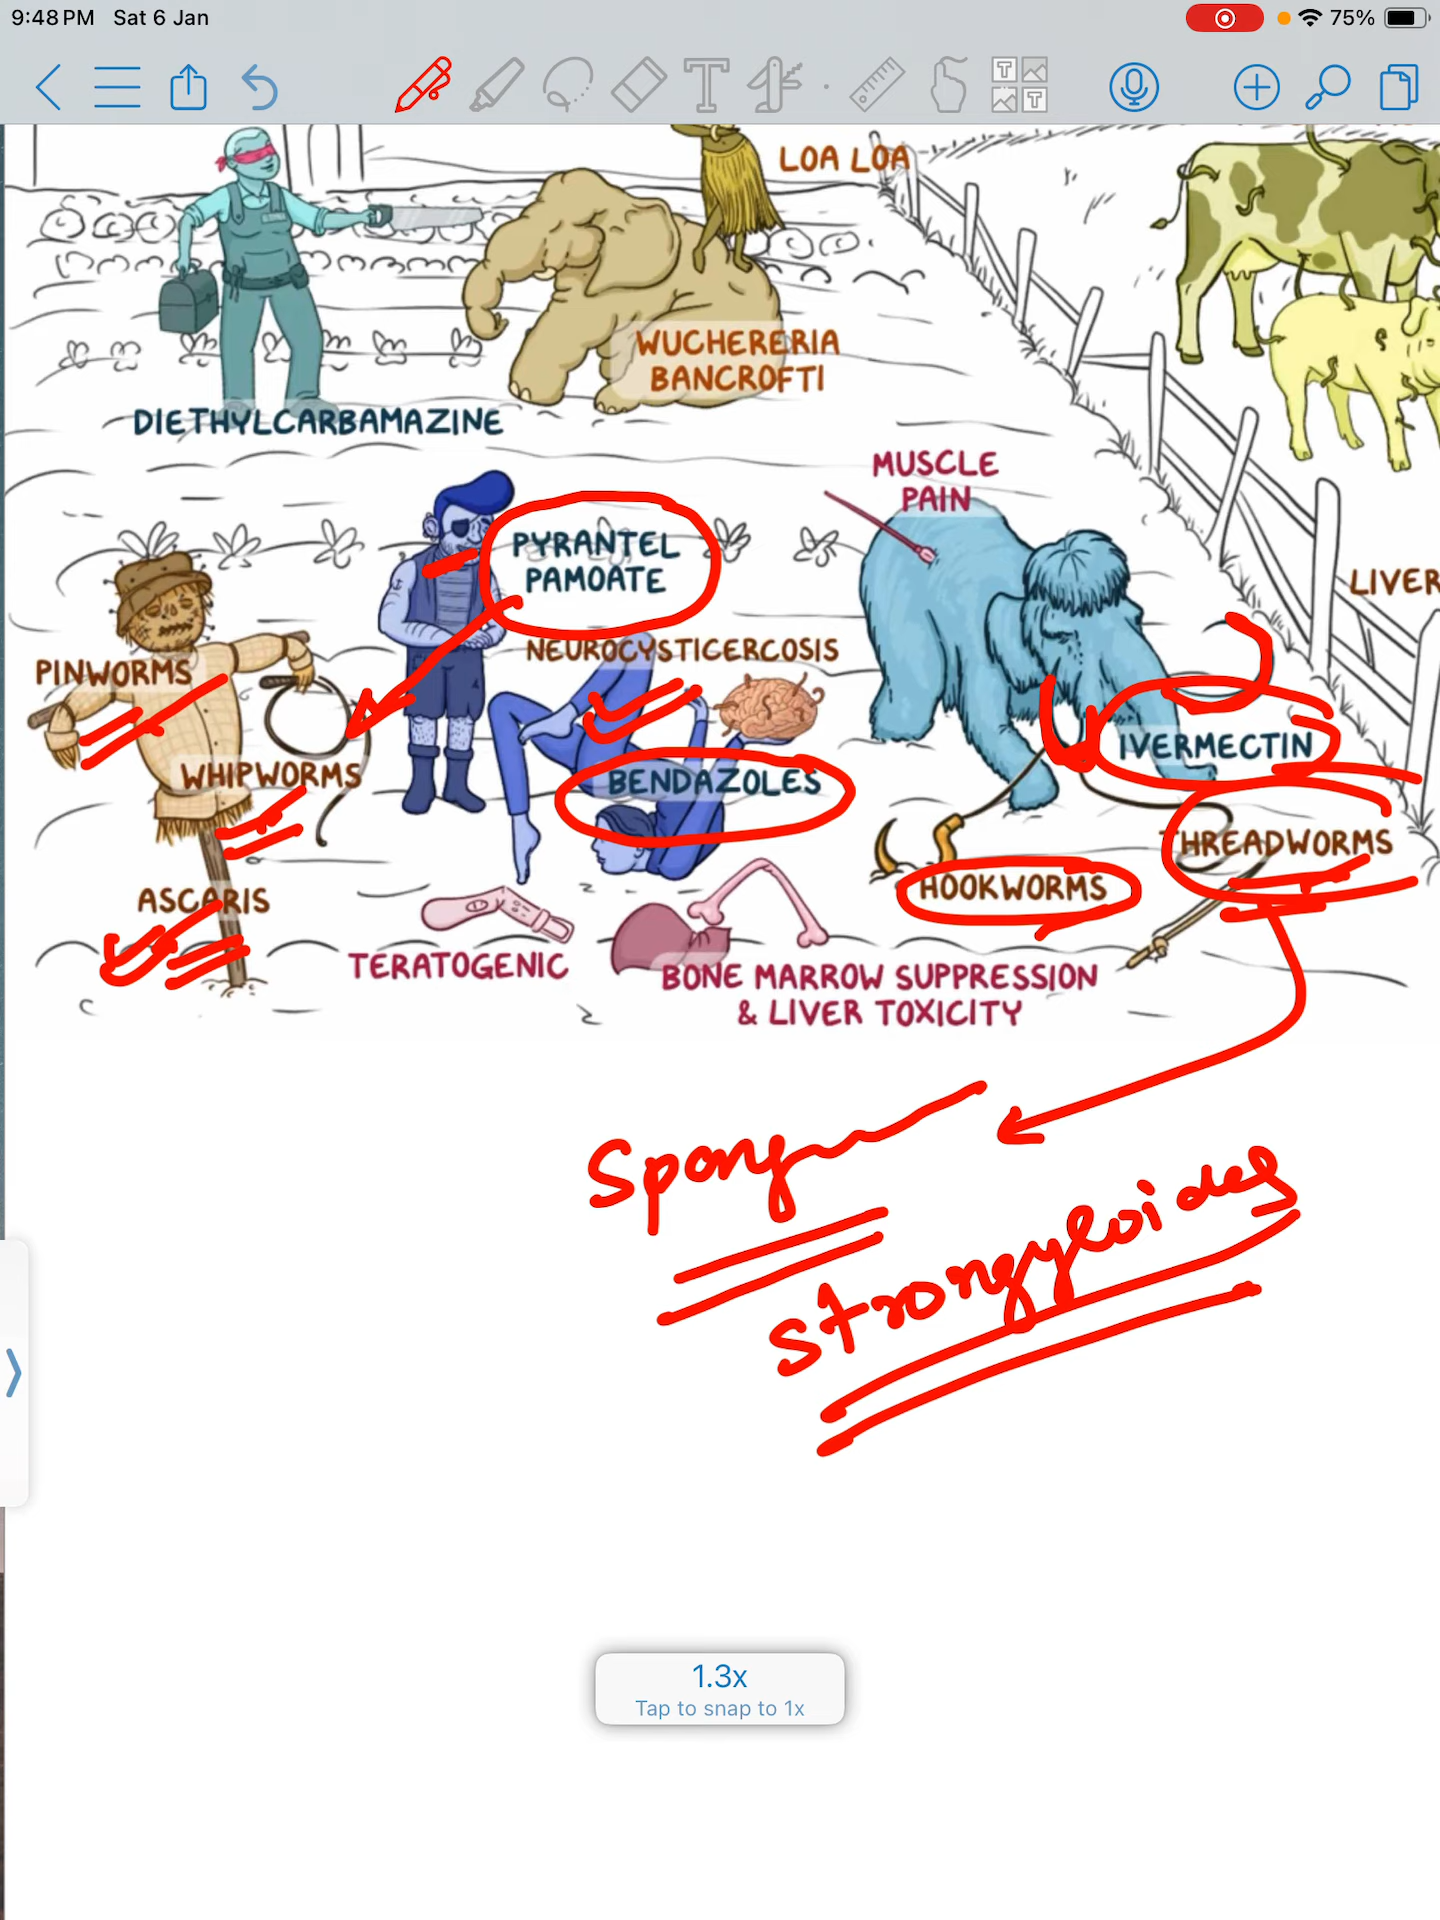 9:48 PM Sat 6 Jan
75%
LOA LOA
WUCHERERIA
BANCROFTI
DIETHYLCARBAMAZINE
MUSCLE
PAIN
PYRANTEL
PAMOATE
LIVER
NEUROCYSTICERCOSIS
PINWORMS
IVERMECTIN
WHIPWORMS
BENDAZOLES
THREADWORMS
HOOKWORMS
ASCARIS
TERATOGENIC
BONE MARROW SUPPRESSION
& LIVER TOXICITY
strongyloides
1.3x
Tap to snap to 1x